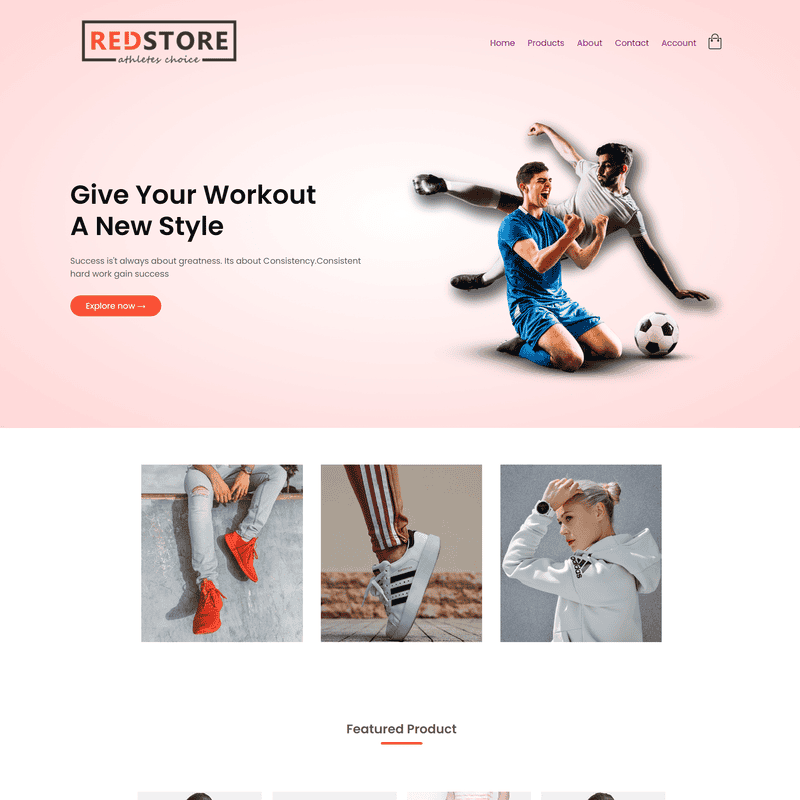 REDSTORE
athletes choice
Home Products About Contact Account
Give Your Workout
A New Style
Success is't always about greatness. Its about Consistency.Consistent
hard work gain success
Explore now →
adidas
Featured Product